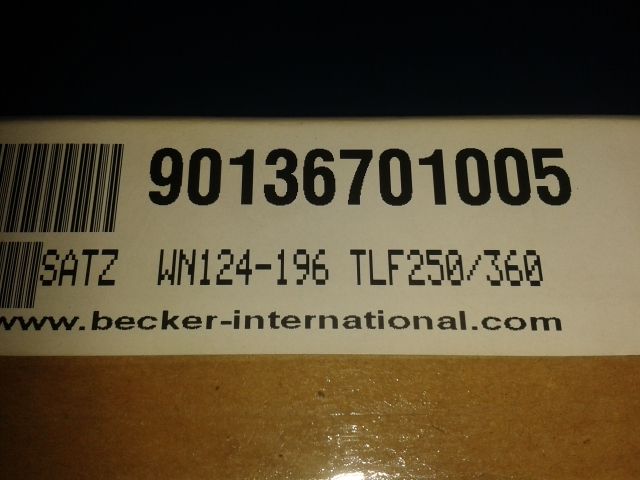 90136701005
SATZ WN124-196 TLF250/360
www.becker-international.com